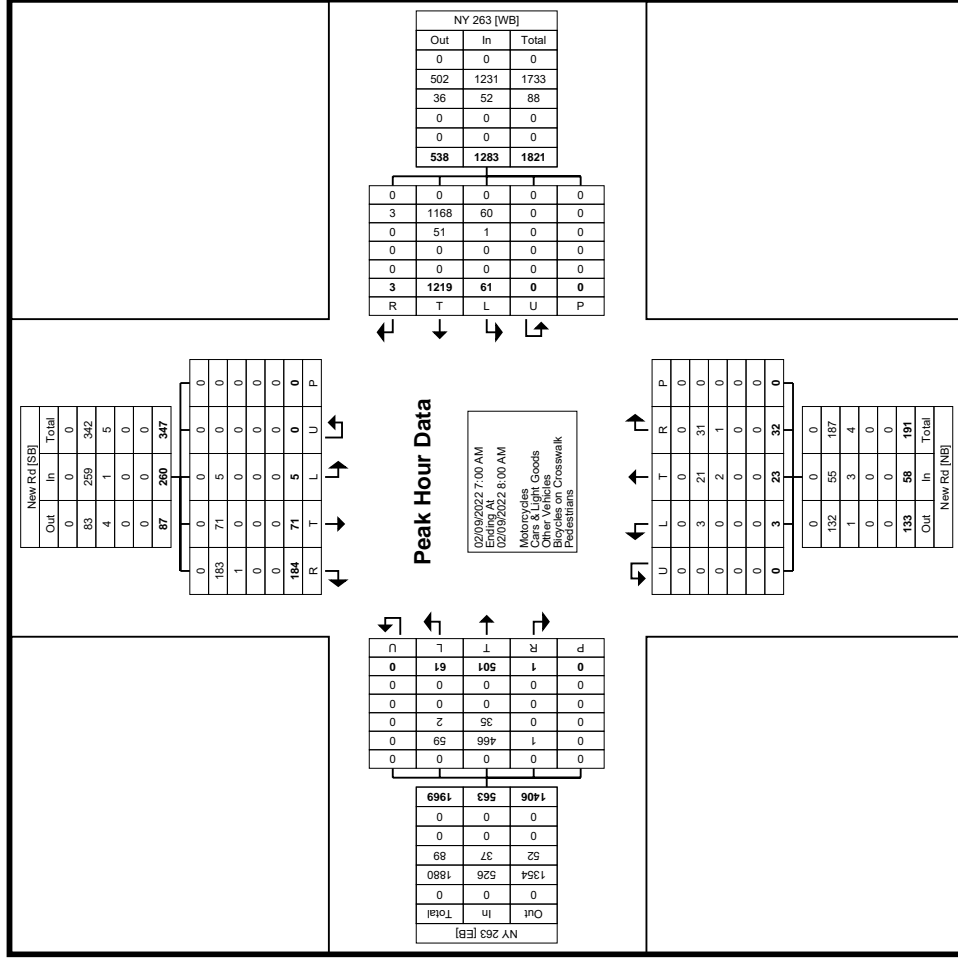 NY 263 [WB]
Out In Total
0 0 0
502 1231 1733
36 52 88
0 0 0
0 0 0
538 1283 1821
0 0 0 0 0
3 1168 60 0 0
0 51 1 0 0
0 0 0 0 0
0 0 0 0 0
3 1219 61 0 0
R T L U P
New Rd [SB]
Out In Total
0 0 0
83 259 342
4 1 5
0 0 0
0 0 0
87 260 347
0 0 0 0 0
183 71 5 0 0
1 0 0 0 0
0 0 0 0 0
0 0 0 0 0
184 71 5 0 0
R T L U P
Peak Hour Data
02/09/2022 7:00 AM
Ending At
02/09/2022 8:00 AM
Motorcycles
Cars & Light Goods
Other Vehicles
Bicycles on Crosswalk
Pedestrians
U L T R P
0 0 0 0 0
0 3 21 31 0
0 0 2 1 0
0 0 0 0 0
0 0 0 0 0
0 3 23 32 0
0 0 0
132 55 187
1 3 4
0 0 0
0 0 0
133 58 191
Out In Total
New Rd [NB]
NY 263 [EB]
Out In Total
0 0 0
1354 526 1880
52 37 89
0 0 0
0 0 0
1406 563 1969
0 0 0 0 0
0 1 466 59 0
0 0 35 2 0
0 0 0 0 0
0 0 0 0 0
0 1 501 61 0
P R T L U